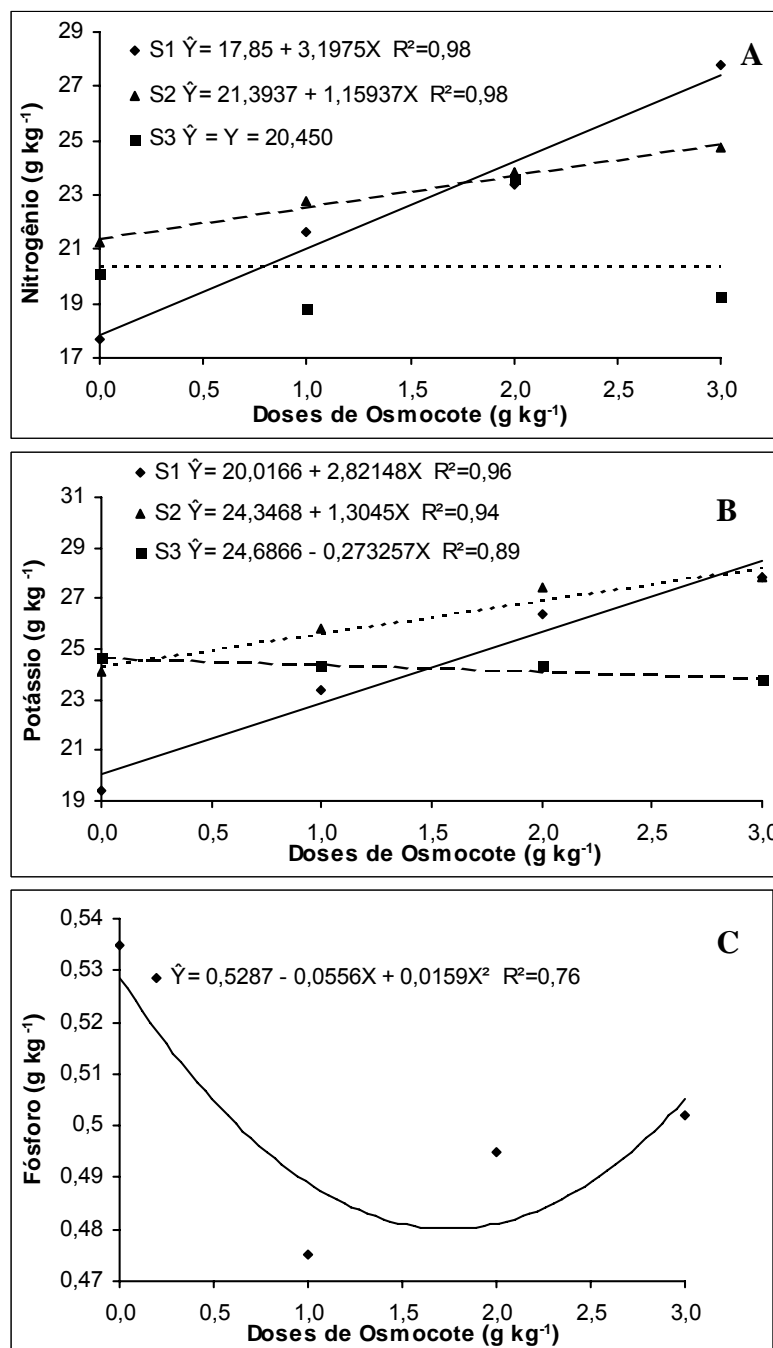 A
S1 Ŷ= 17,85 + 3,1975X R²=0,98
S2 Ŷ= 21,3937 + 1,15937X R²=0,98
S3 Ŷ = Y = 20,450
29
27
25
23
21
19
17
Nitrogênio (g kg⁻¹)
0,0 0,5 1,0 1,5 2,0 2,5 3,0
Doses de Osmocote (g kg⁻¹)
B
S1 Ŷ= 20,0166 + 2,82148X R²=0,96
S2 Ŷ= 24,3468 + 1,3045X R²=0,94
S3 Ŷ= 24,6866 - 0,273257X R²=0,89
31
29
27
25
23
21
19
Potássio (g kg⁻¹)
0,0 0,5 1,0 1,5 2,0 2,5 3,0
Doses de Osmocote (g kg⁻¹)
C
Ŷ= 0,5287 - 0,0556X + 0,0159X² R²=0,76
0,54
0,53
0,52
0,51
0,5
0,49
0,48
0,47
Fósforo (g kg⁻¹)
0,0 0,5 1,0 1,5 2,0 2,5 3,0
Doses de Osmocote (g kg⁻¹)